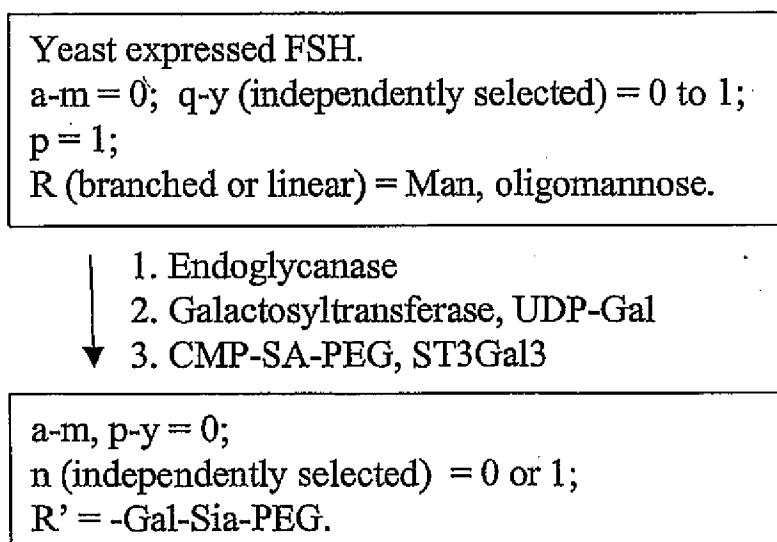 Yeast expressed FSH.
a-m = 0; q-y (independently selected) = 0 to 1;
p = 1;
R (branched or linear) = Man, oligomannose.
1. Endoglycanase
2. Galactosyltransferase, UDP-Gal
3. CMP-SA-PEG, ST3Gal3
a-m, p-y = 0;
n (independently selected) = 0 or 1;
R' = -Gal-Sia-PEG.